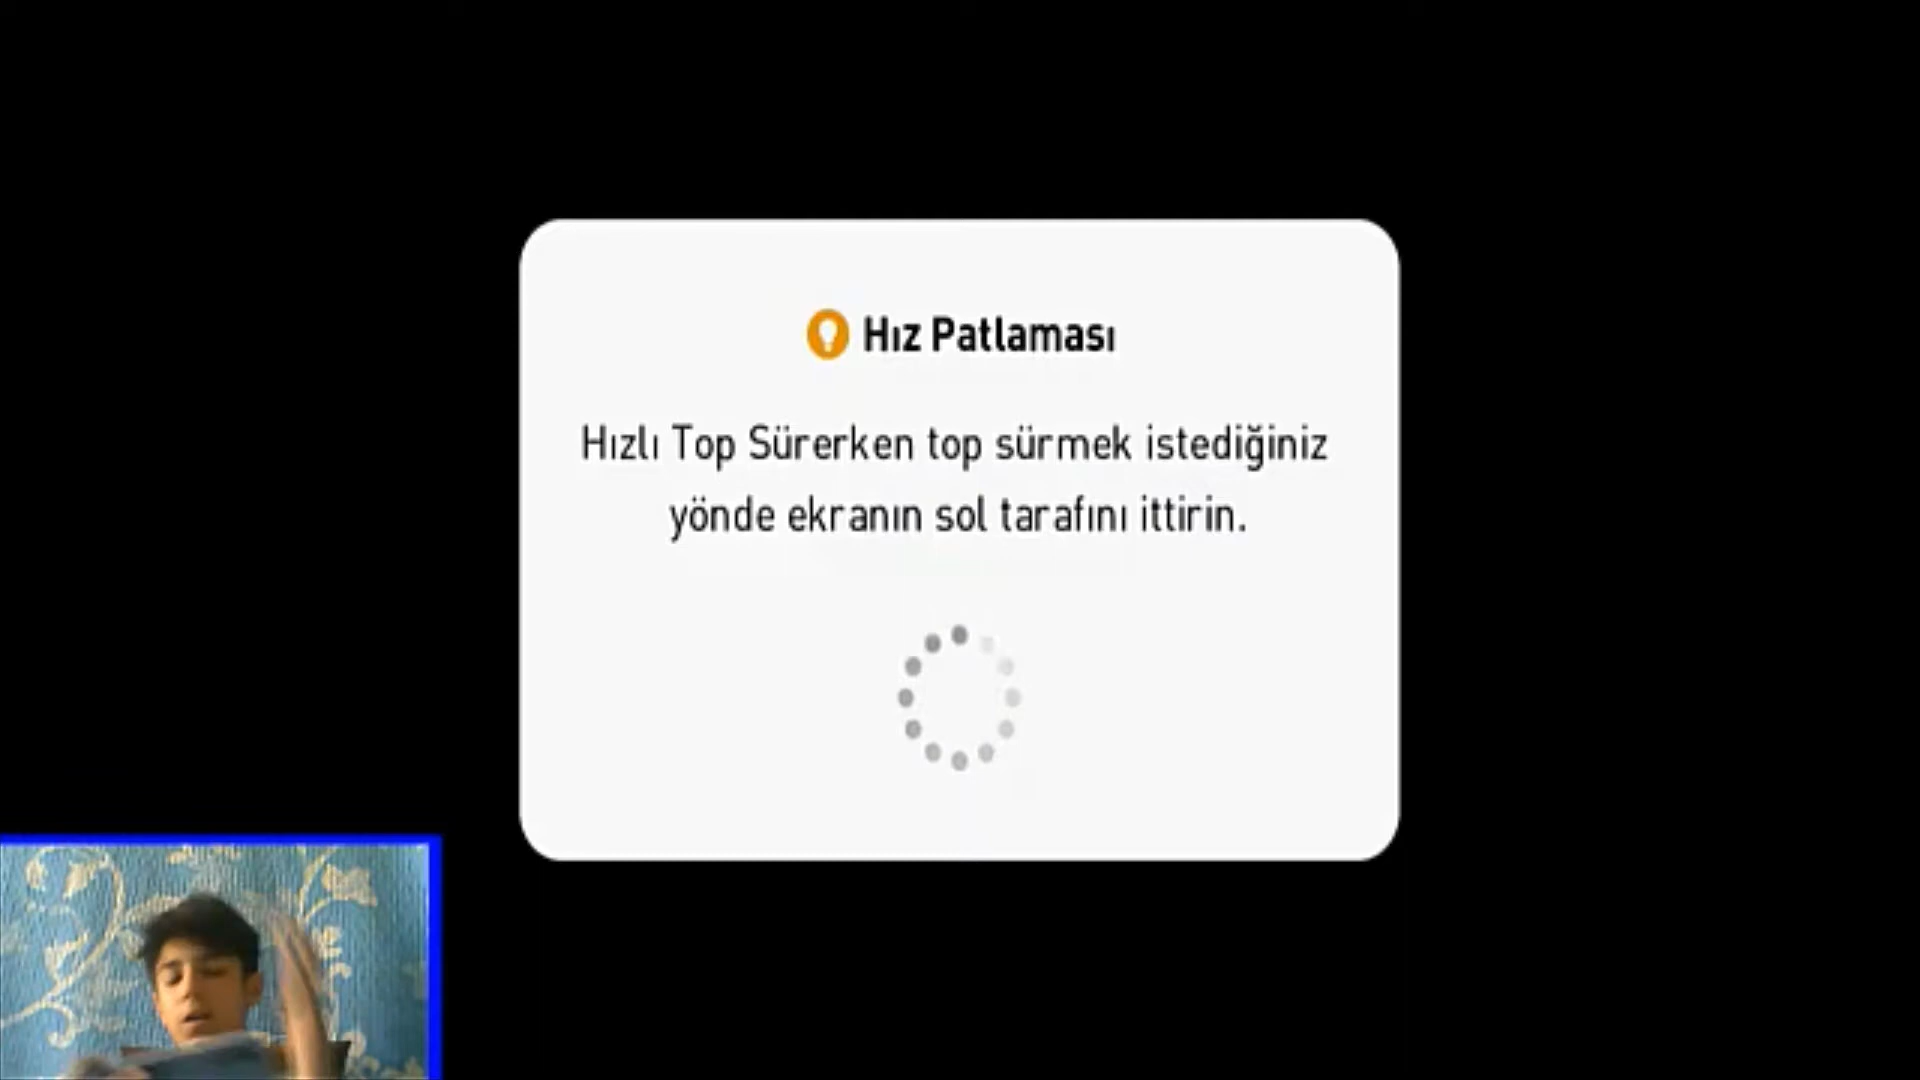 Hız Patlaması
Hızlı Top Sürerken top sürmek istediğiniz
yönde ekranın sol tarafını ittirin.